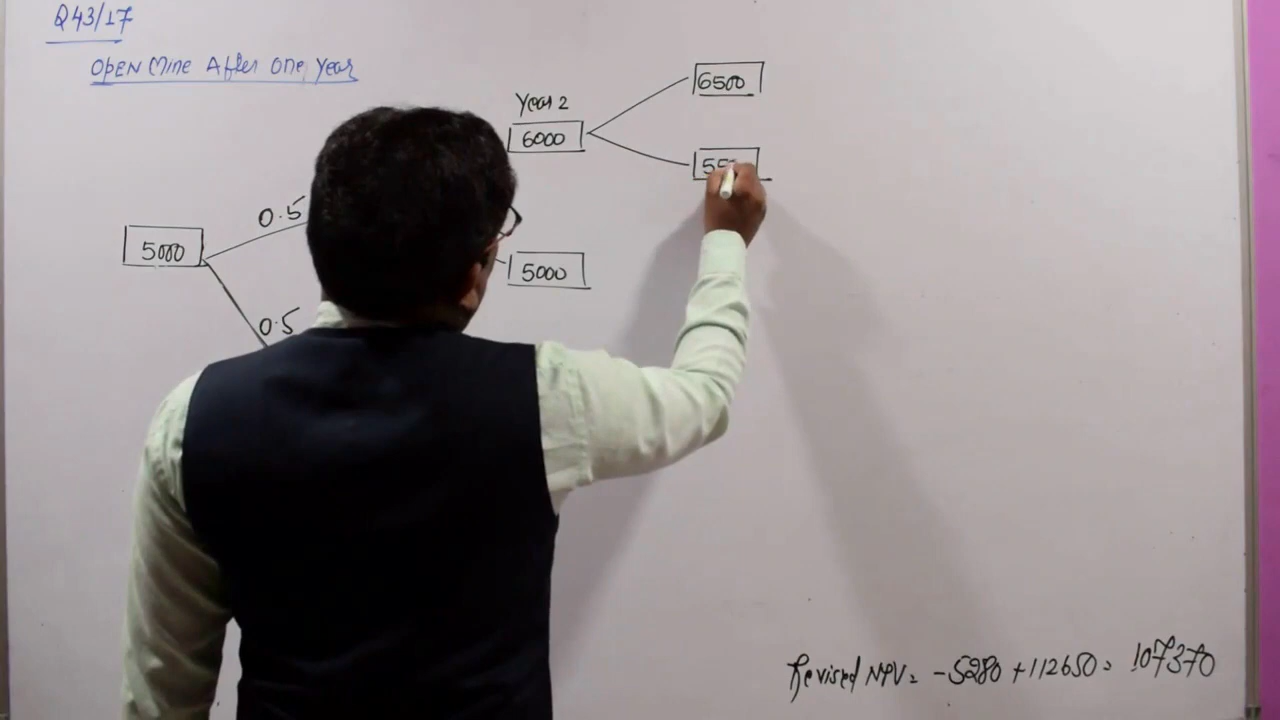 Q43/17
Open Mine After One Year
Year 2
6500
6000
0.5
5000
5000
0.5
Revised NPV = -5280 + 112650 = 107370